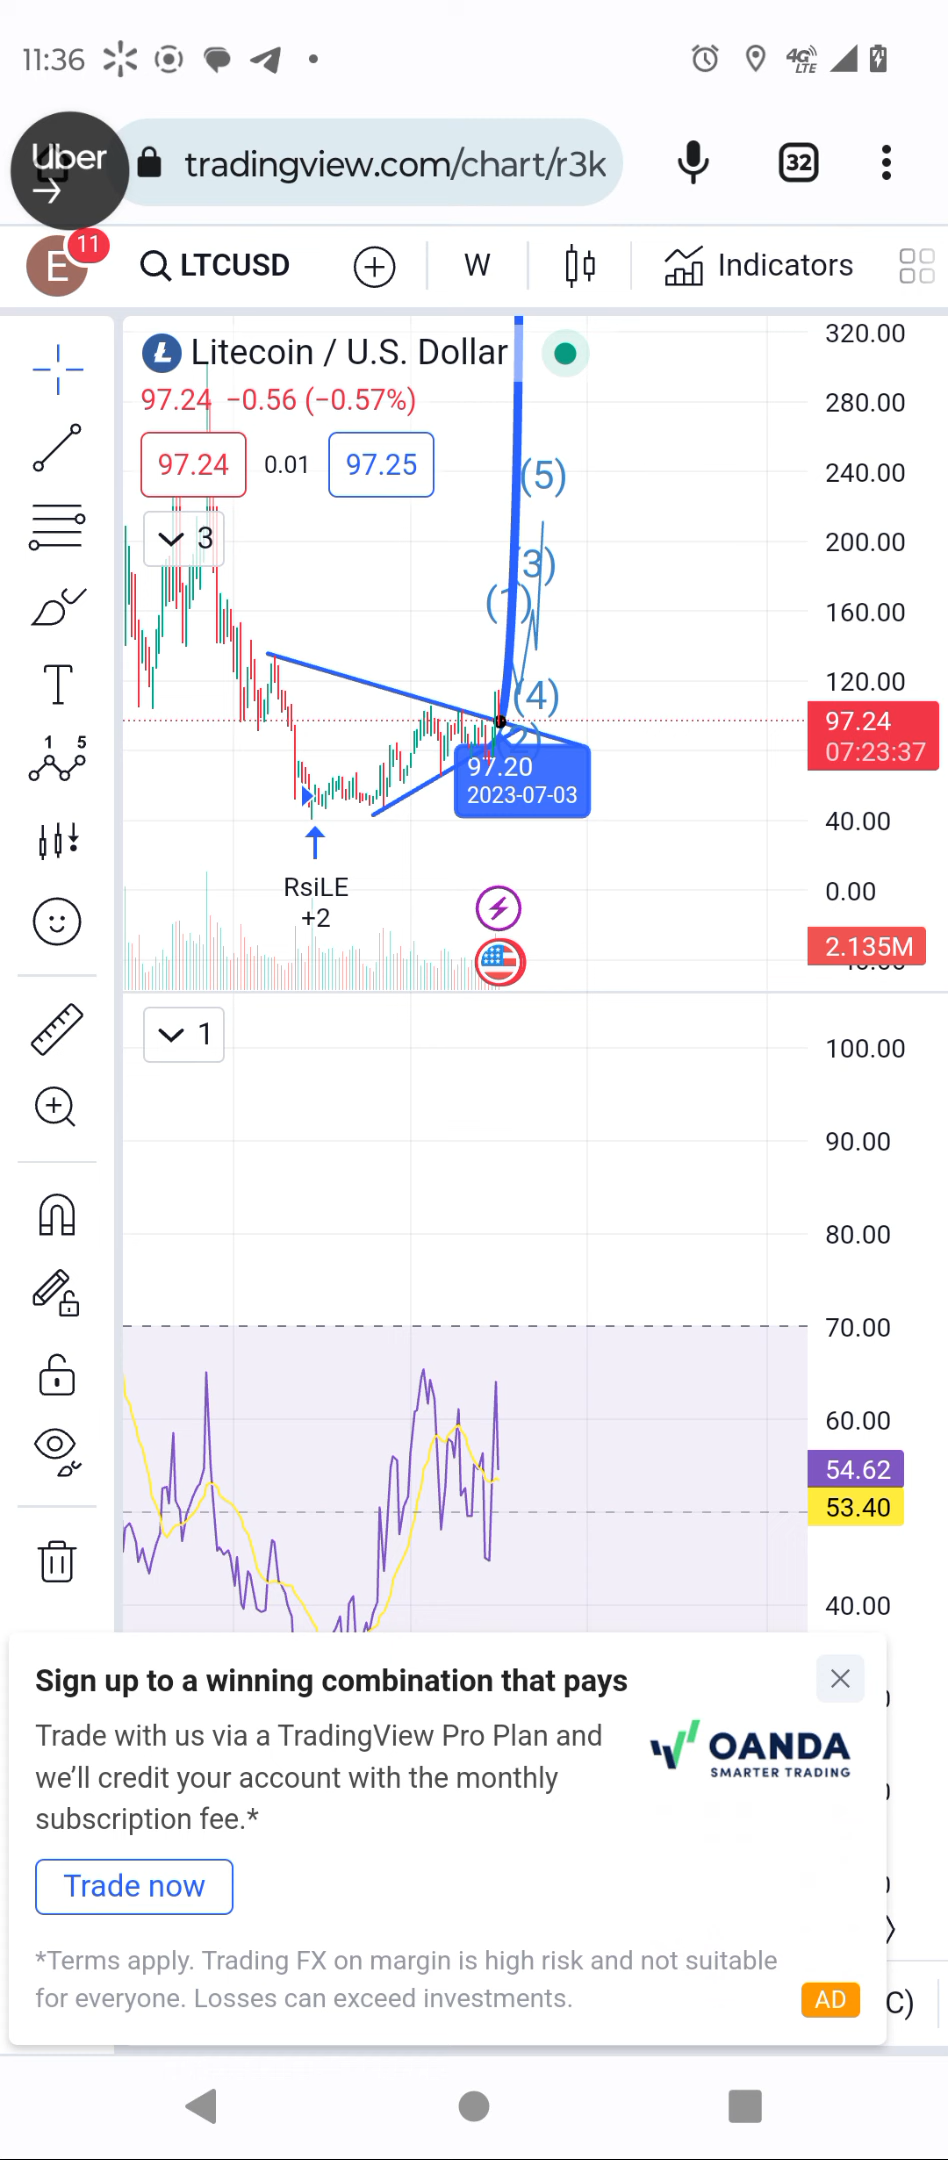 11:36
4G LTE
Uber
tradingview.com/chart/r3k
32
E
11
LTCUSD
W
Indicators
Litecoin / U.S. Dollar
97.24 −0.56 (−0.57%)
97.24
0.01
97.25
3
320.00
280.00
240.00
200.00
160.00
120.00
97.24
07:23:37
40.00
0.00
2.135M
(5)
(3)
(1)
(4)
(2)
97.20
2023-07-03
RsiLE
+2
1 5
1
100.00
90.00
80.00
70.00
60.00
54.62
53.40
40.00
Sign up to a winning combination that pays
Trade with us via a TradingView Pro Plan and
we’ll credit your account with the monthly
subscription fee.*
OANDA
SMARTER TRADING
Trade now
*Terms apply. Trading FX on margin is high risk and not suitable
for everyone. Losses can exceed investments.
AD
C)